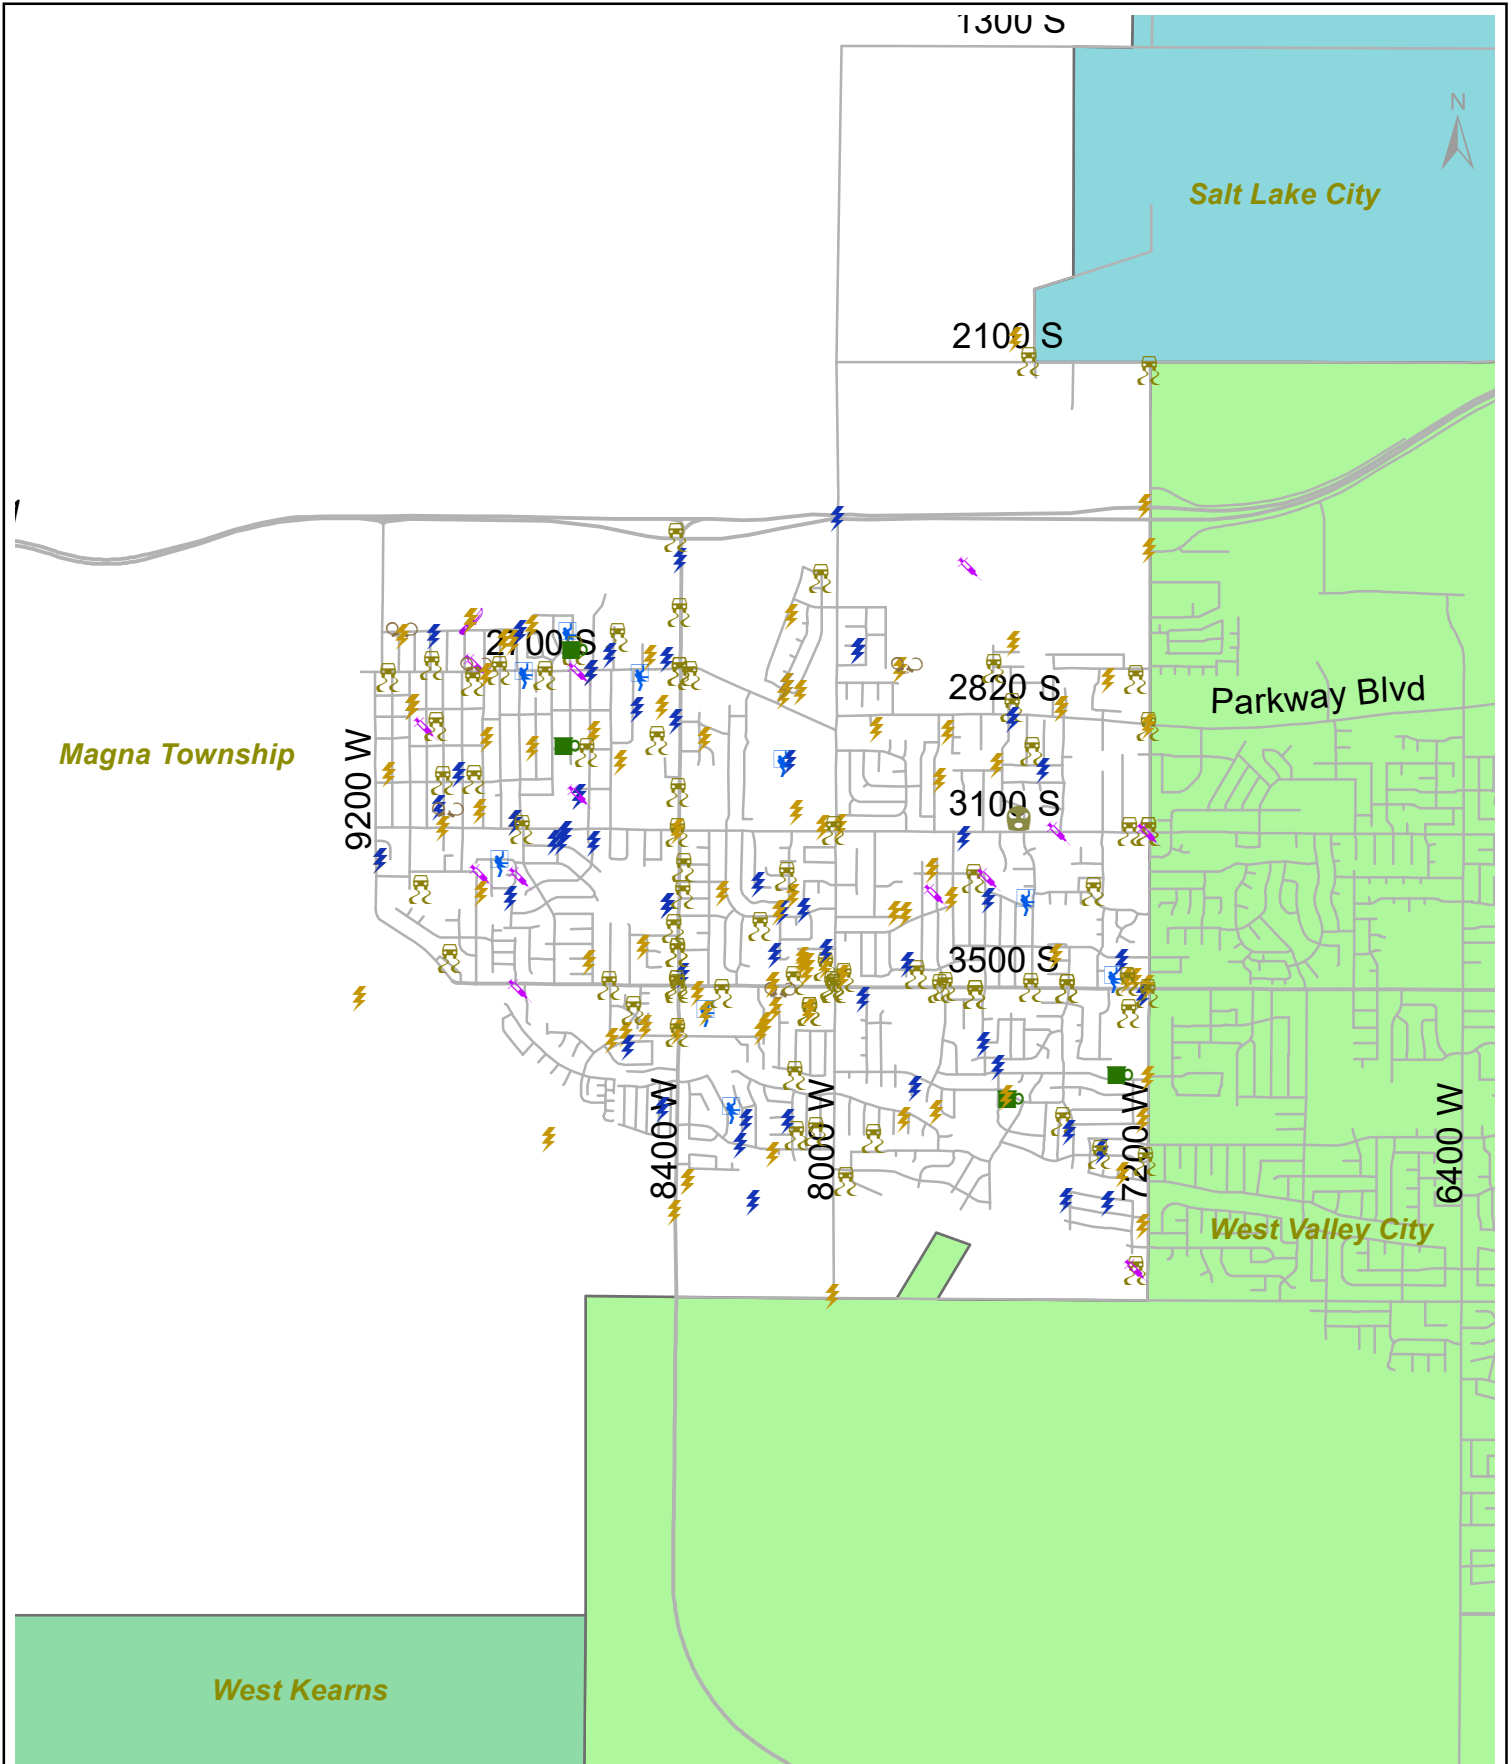 1300 S
N
Salt Lake City
2100 S
2700 S
2820 S
Parkway Blvd
Magna Township
9200 W
3100 S
3500 S
8400 W
8000 W
7200 W
6400 W
West Valley City
West Kearns